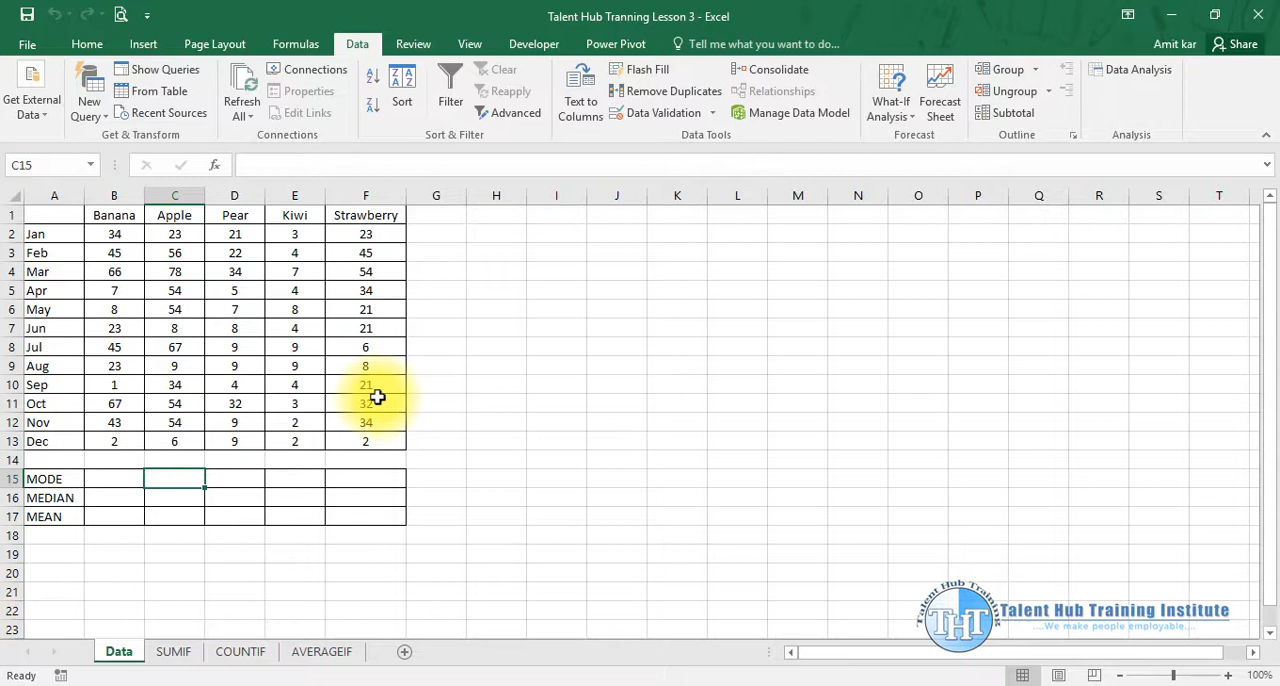 Talent Hub Tranning Lesson 3 - Excel
File Home Insert Page Layout Formulas Data Review View Developer Power Pivot Tell me what you want to do... Amit kar Share
Get External Data
New Query
Show Queries
From Table
Recent Sources
Get & Transform
Refresh All
Connections
Properties
Edit Links
Connections
Sort
Filter
Clear
Reapply
Advanced
Sort & Filter
Text to Columns
Flash Fill
Remove Duplicates
Data Validation
Consolidate
Relationships
Manage Data Model
Data Tools
What-If Analysis
Forecast Sheet
Forecast
Group
Ungroup
Subtotal
Outline
Data Analysis
Analysis
C15 fx
A B C D E F G H I J K L M N O P Q R S T
1 Banana Apple Pear Kiwi Strawberry
2 Jan 34 23 21 3 23
3 Feb 45 56 22 4 45
4 Mar 66 78 34 7 54
5 Apr 7 54 5 4 34
6 May 8 54 7 8 21
7 Jun 23 8 8 4 21
8 Jul 45 67 9 9 6
9 Aug 23 9 9 9 8
10 Sep 1 34 4 4 21
11 Oct 67 54 32 3 32
12 Nov 43 54 9 2 34
13 Dec 2 6 9 2 2
14
15 MODE
16 MEDIAN
17 MEAN
18
19
20
21
22
23
Talent Hub Training
THT
Talent Hub Training Institute
....We make people employable....
Data SUMIF COUNTIF AVERAGEIF
Ready 100%